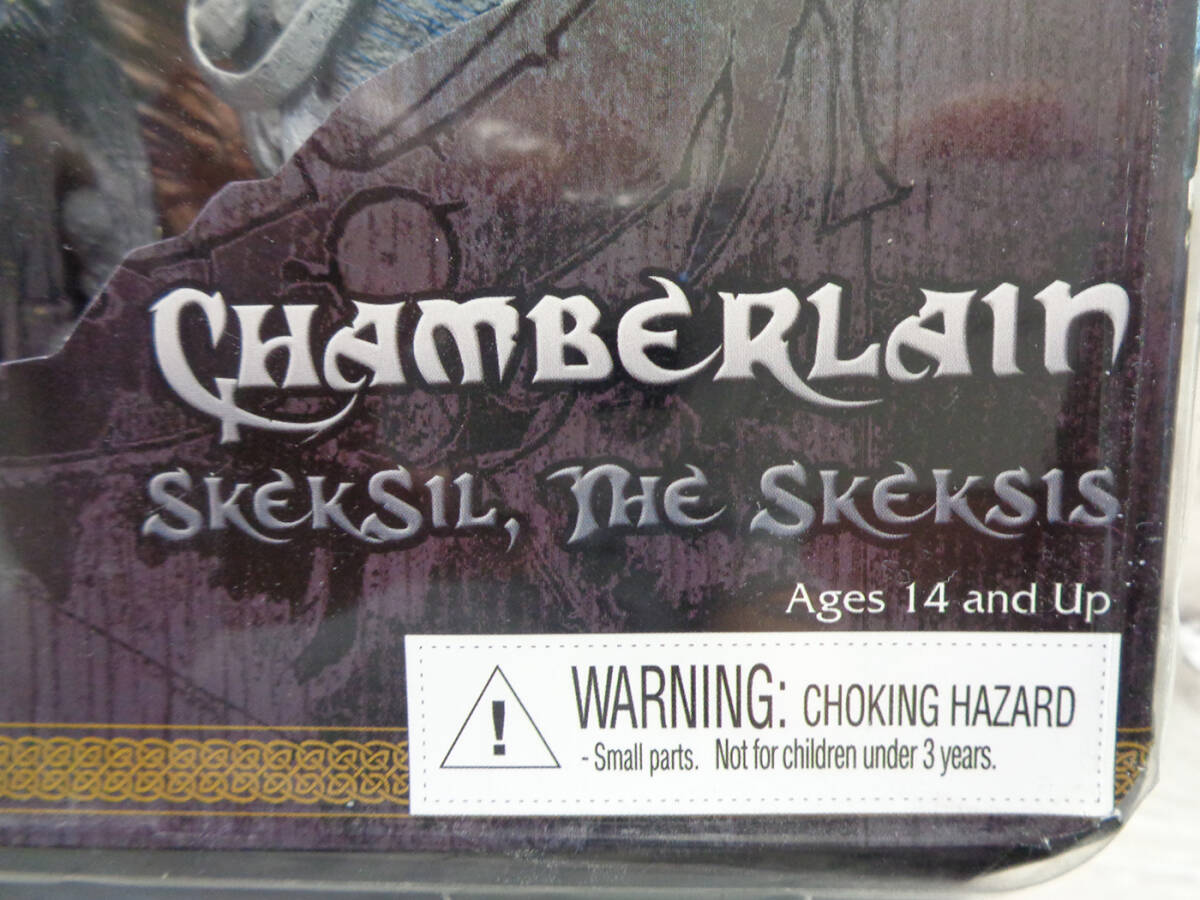 CHAMBERLAIN
SKEKSIL, THE SKEKSIS
Ages 14 and Up
WARNING: CHOKING HAZARD
- Small parts. Not for children under 3 years.